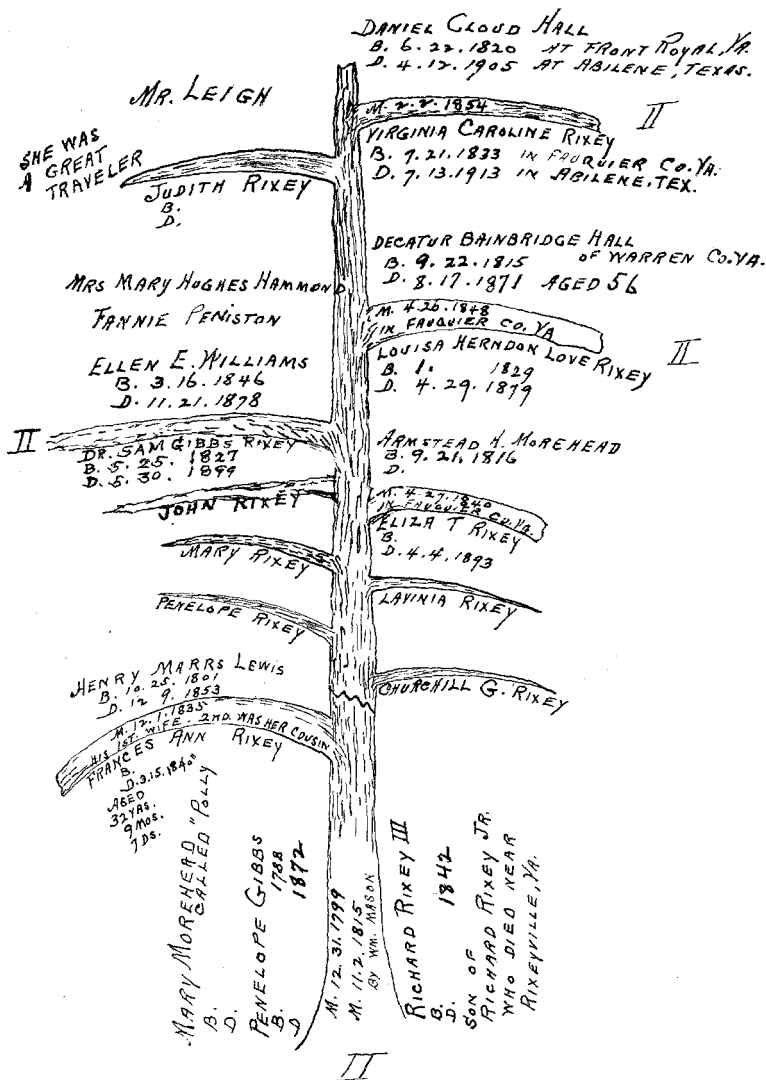 DANIEL CLOUD HALL
B. 6.22.1820 AT FRONT ROYAL, VA.
D. 4.12.1905 AT ABILENE, TEXAS.
MR. LEIGH
M. 2.2.1854
II
VIRGINIA CAROLINE RIXEY
B. 7.21.1833 IN FAUQUIER CO. VA.
D. 7.13.1913 IN ABILENE, TEX.
SHE WAS
A GREAT
TRAVELER
JUDITH RIXEY
B.
D.
DECATUR BAINBRIDGE HALL
B. 9.22.1815 OF WARREN CO. VA.
D. 8.17.1871 AGED 56
MRS MARY HUGHES HAMMOND
FANNIE PENISTON
M. 4.26.1848
IN FAUQUIER CO. VA
LOUISA HERNDON LOVE RIXEY
B. 1. 1829
D. 4.29.1879
II
ELLEN E. WILLIAMS
B. 3.16.1846
D. 11.21.1878
II
DR. SAM GIBBS RIXEY
B. 5.25. 1827
D. 5.30. 1899
ARMSTEAD H. MOREHEAD
B. 9.21.1816
D.
JOHN RIXEY
M. 4.27.1840
IN FAUQUIER CO. VA.
ELIZA T RIXEY
B.
D. 4.4.1893
MARY RIXEY
LAVINIA RIXEY
PENELOPE RIXEY
CHURCHILL G. RIXEY
HENRY MARRS LEWIS
B. 10.25.1801
D. 12 9.1853
M. 12.1.1835
HIS 1ST. WIFE. 2ND. WAS HER COUSIN
FRANCES ANN RIXEY
B.
D. 3.15.1840"
AGED
32 YRS.
9 MOS.
7 DS.
MARY MOREHEAD "POLLY
CALLED
B.
D.
PENELOPE GIBBS
B. 1788
D 1872
M. 12.31.1799
M. 11.2.1815
BY WM. MASON
RICHARD RIXEY III
B.
D. 1842
SON OF
RICHARD RIXEY JR.
WHO DIED NEAR
RIXEYVILLE, VA.
II